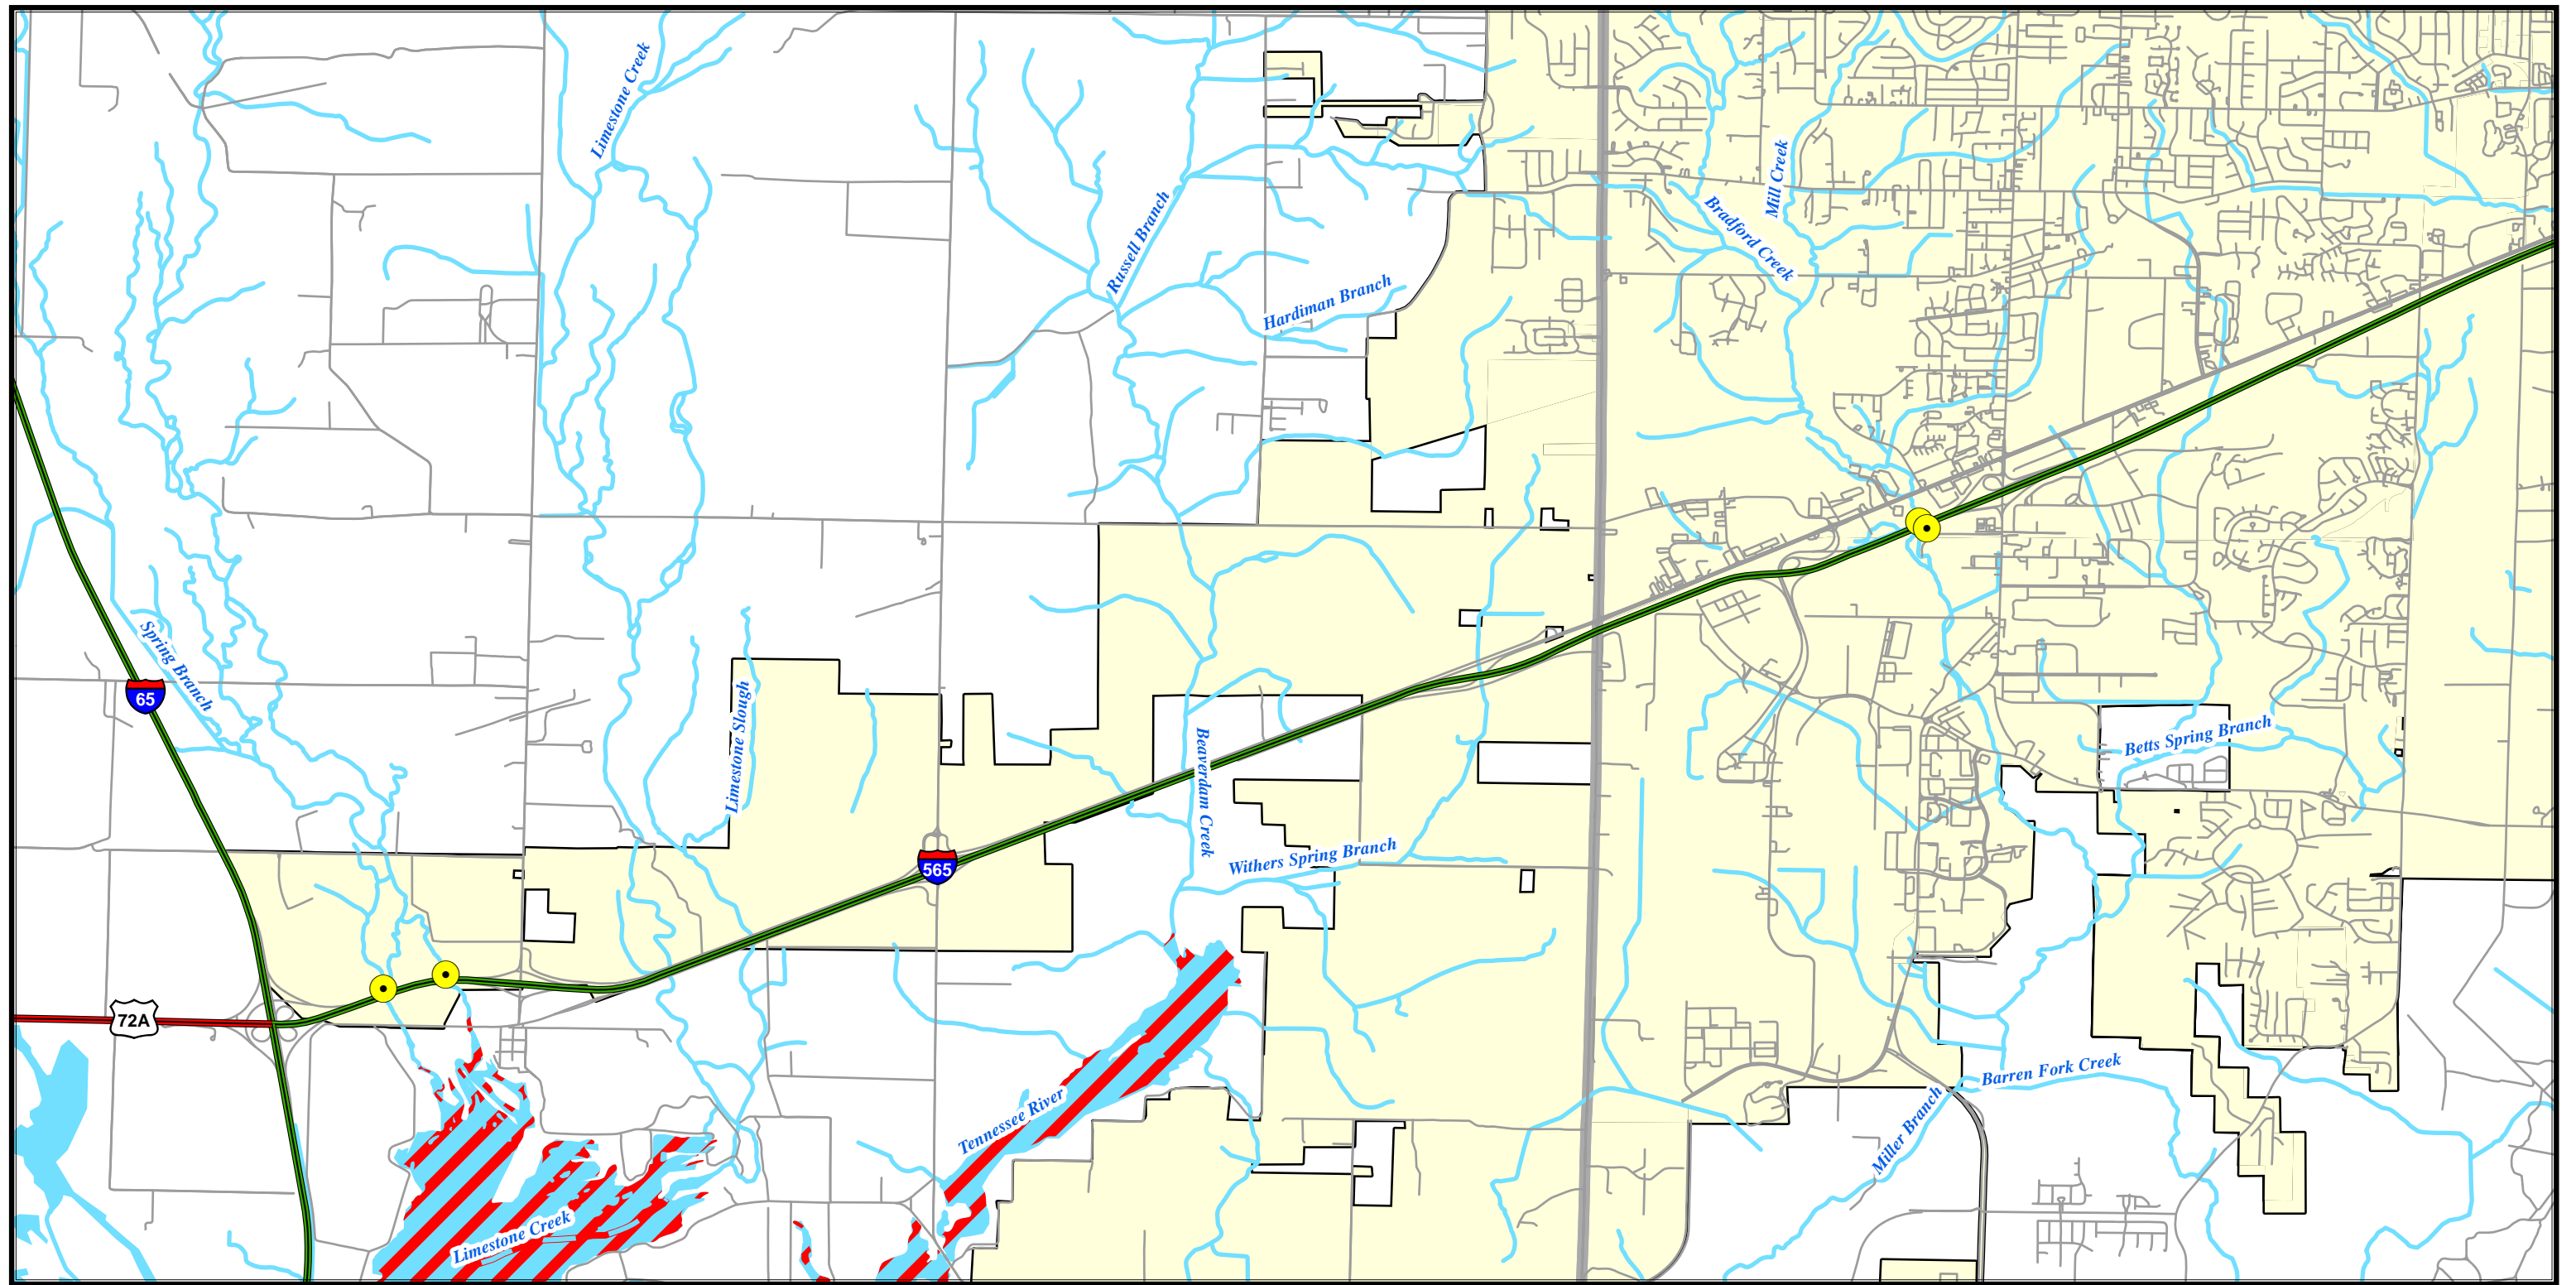 Limestone Creek
Mill Creek
Bradford Creek
Russell Branch
Hardiman Branch
Spring Branch
65
Limestone Slough
Beaverdam Creek
Betts Spring Branch
Withers Spring Branch
565
72A
Tennessee River
Barren Fork Creek
Miller Branch
Limestone Creek